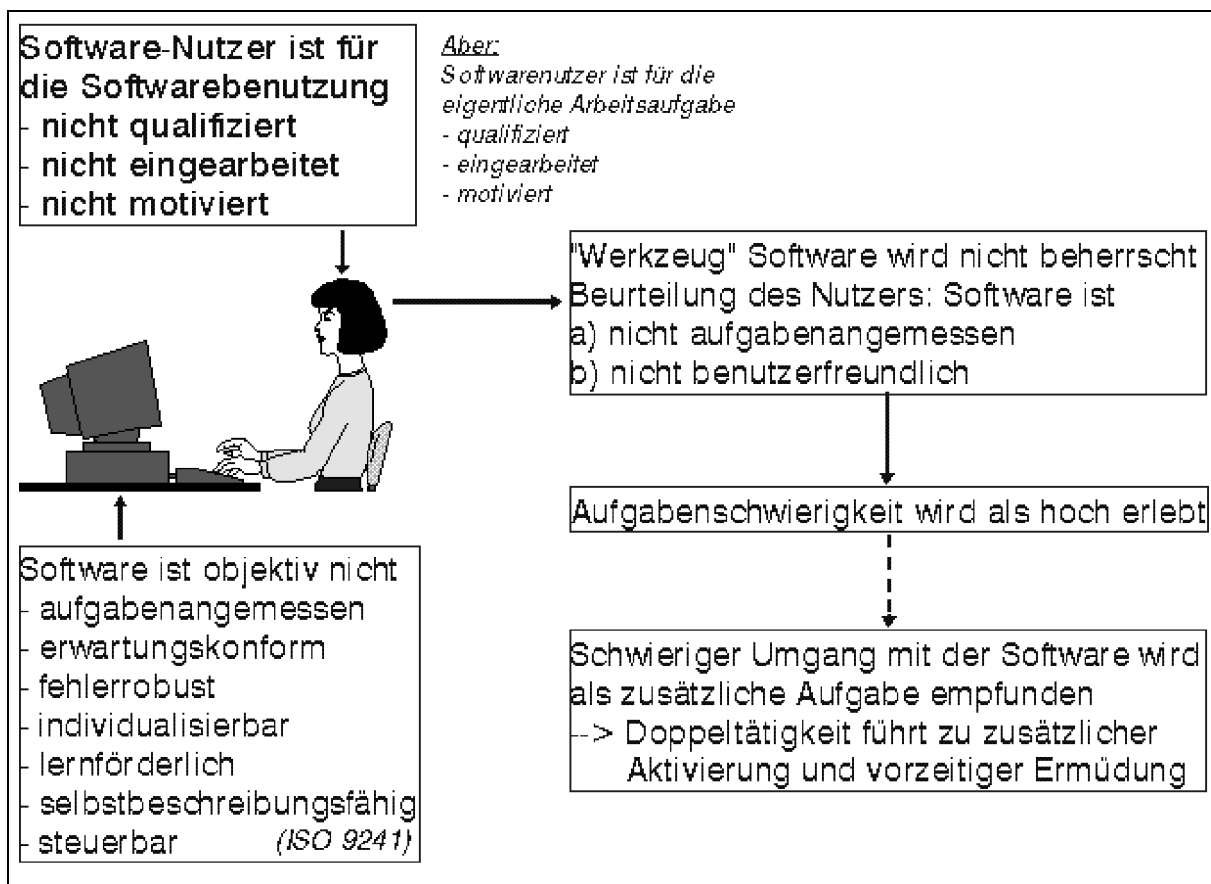 Software-Nutzer ist für
die Softwarebenutzung
- nicht qualifiziert
- nicht eingearbeitet
- nicht motiviert
Aber:
Softwarenutzer ist für die
eigentliche Arbeitsaufgabe
- qualifiziert
- eingearbeitet
- motiviert
"Werkzeug" Software wird nicht beherrscht
Beurteilung des Nutzers: Software ist
a) nicht aufgabenangemessen
b) nicht benutzerfreundlich
Aufgabenschwierigkeit wird als hoch erlebt
Schwieriger Umgang mit der Software wird
als zusätzliche Aufgabe empfunden
--> Doppeltätigkeit führt zu zusätzlicher
Aktivierung und vorzeitiger Ermüdung
Software ist objektiv nicht
- aufgabenangemessen
- erwartungskonform
- fehlerrobust
- individualisierbar
- lernförderlich
- selbstbeschreibungsfähig
- steuerbar (ISO 9241)